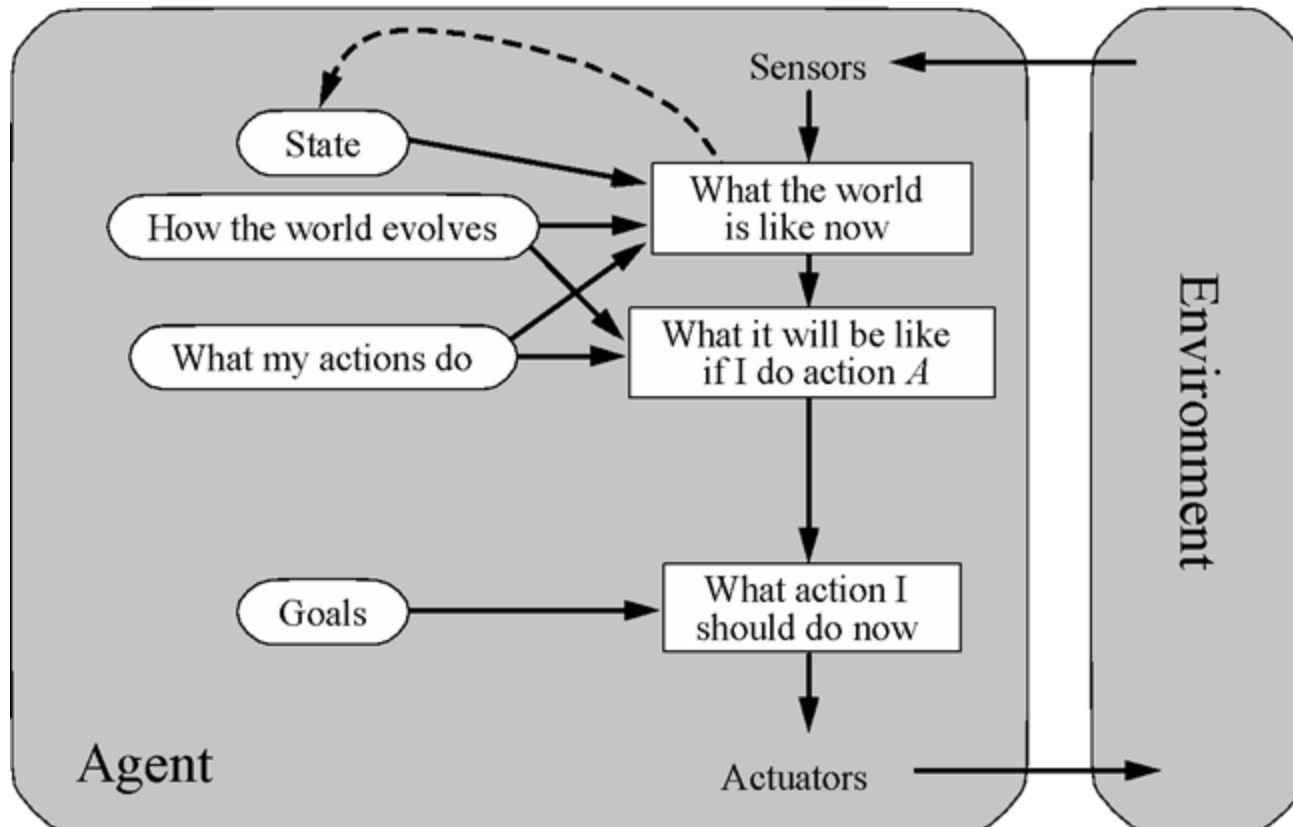 Sensors
State
What the world
is like now
How the world evolves
What my actions do
What it will be like
if I do action A
Environment
Goals
What action I
should do now
Agent
Actuators